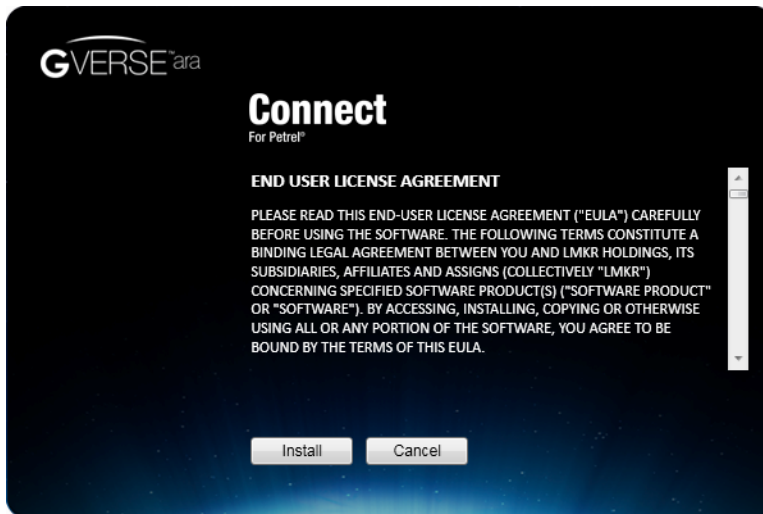 GVERSE™ara
Connect
For Petrel®
END USER LICENSE AGREEMENT
PLEASE READ THIS END-USER LICENSE AGREEMENT ("EULA") CAREFULLY
BEFORE USING THE SOFTWARE. THE FOLLOWING TERMS CONSTITUTE A
BINDING LEGAL AGREEMENT BETWEEN YOU AND LMKR HOLDINGS, ITS
SUBSIDIARIES, AFFILIATES AND ASSIGNS (COLLECTIVELY "LMKR")
CONCERNING SPECIFIED SOFTWARE PRODUCT(S) ("SOFTWARE PRODUCT"
OR "SOFTWARE"). BY ACCESSING, INSTALLING, COPYING OR OTHERWISE
USING ALL OR ANY PORTION OF THE SOFTWARE, YOU AGREE TO BE
BOUND BY THE TERMS OF THIS EULA.
Install Cancel